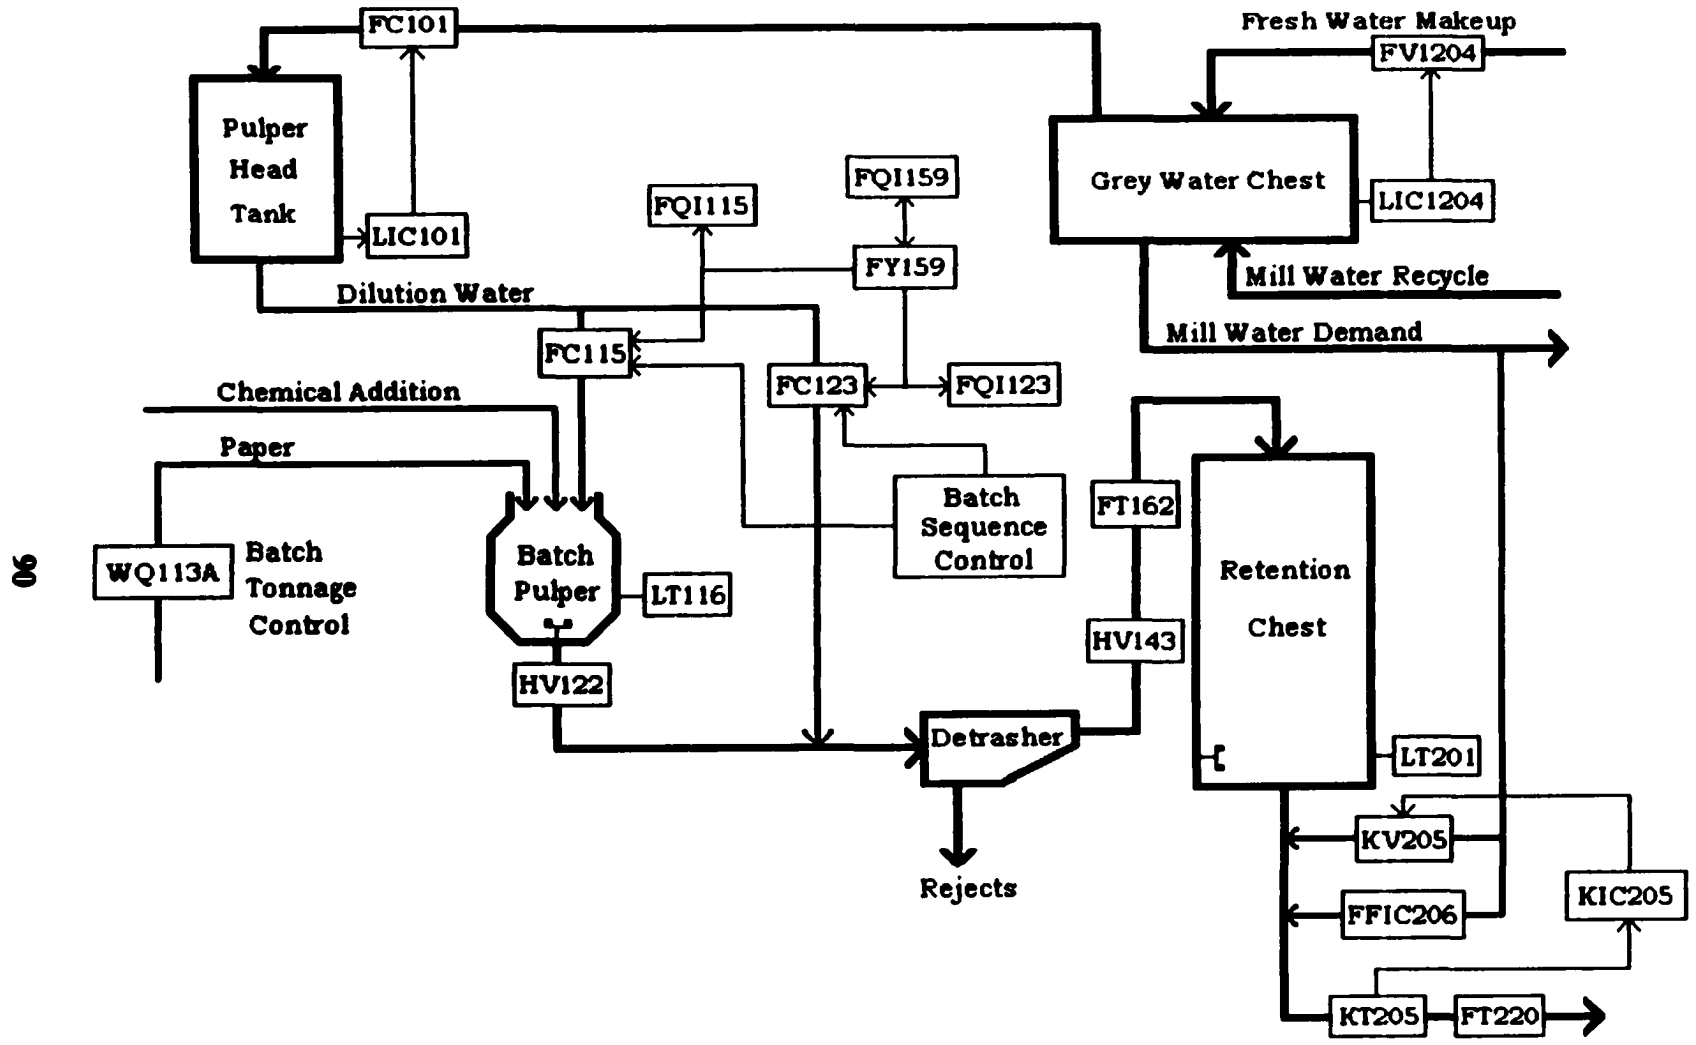 FC101
Fresh Water Makeup
FV1204
Pulper
Head
Tank
LIC101
FQI115
FQI159
FY159
Grey Water Chest
LIC1204
Mill Water Recycle
Mill Water Demand
Dilution Water
FC115
FC123
FQI123
Chemical Addition
Paper
WQ113A
Batch
Tonnage
Control
Batch
Pulper
LT116
HV122
Batch
Sequence
Control
FT162
HV143
Retention
Chest
LT201
Detrasher
Rejects
KV205
FFIC206
KIC205
KT205
FT220
90